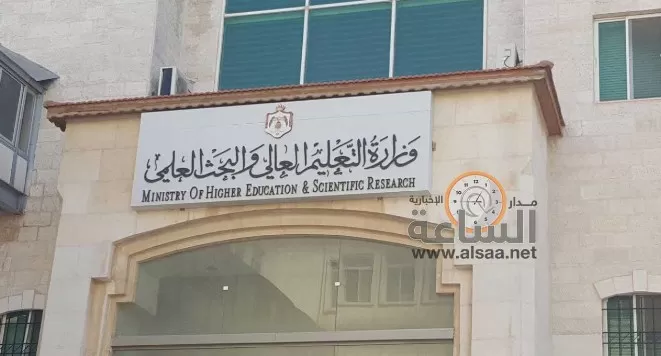 وزارة التعليم العالي والبحث العلمي
MINISTRY OF HIGHER EDUCATION & SCIENTIFIC RESEARCH
مدار الإخبارية
الساعة
www.alsaa.net